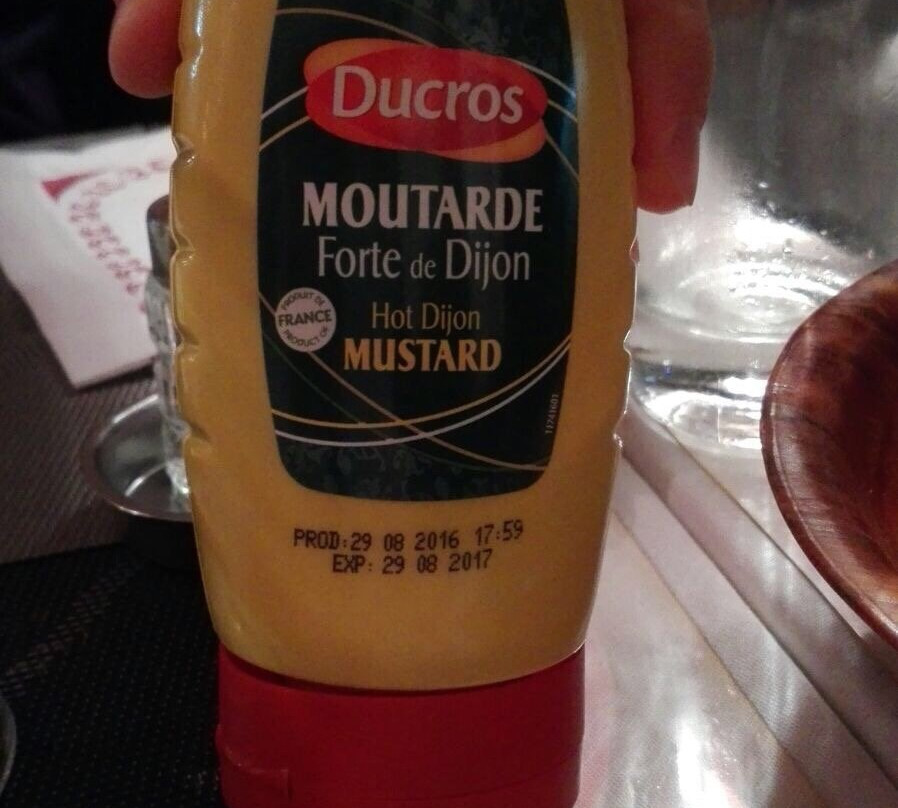 Ducros
MOUTARDE
Forte de Dijon
PRODUIT DE
FRANCE
PRODUCT OF
Hot Dijon
MUSTARD
11741601
PROD:29 08 2016 17:59
EXP: 29 08 2017